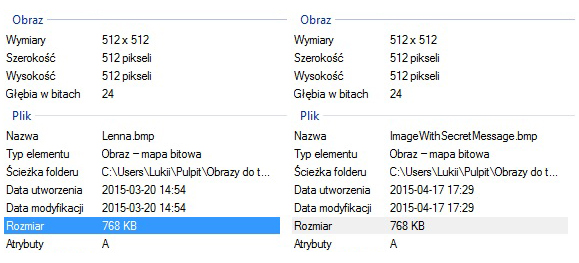 Obraz
Wymiary 512 x 512
Szerokość 512 pikseli
Wysokość 512 pikseli
Głębia w bitach 24
Plik
Nazwa Lenna.bmp
Typ elementu Obraz – mapa bitowa
Ścieżka folderu C:\Users\Lukii\Pulpit\Obrazy do t...
Data utworzenia 2015-03-20 14:54
Data modyfikacji 2015-03-20 14:54
Rozmiar 768 KB
Atrybuty A
Obraz
Wymiary 512 x 512
Szerokość 512 pikseli
Wysokość 512 pikseli
Głębia w bitach 24
Plik
Nazwa ImageWithSecretMessage.bmp
Typ elementu Obraz – mapa bitowa
Ścieżka folderu C:\Users\Lukii\Pulpit\Obrazy do t...
Data utworzenia 2015-04-17 17:29
Data modyfikacji 2015-04-17 17:29
Rozmiar 768 KB
Atrybuty A